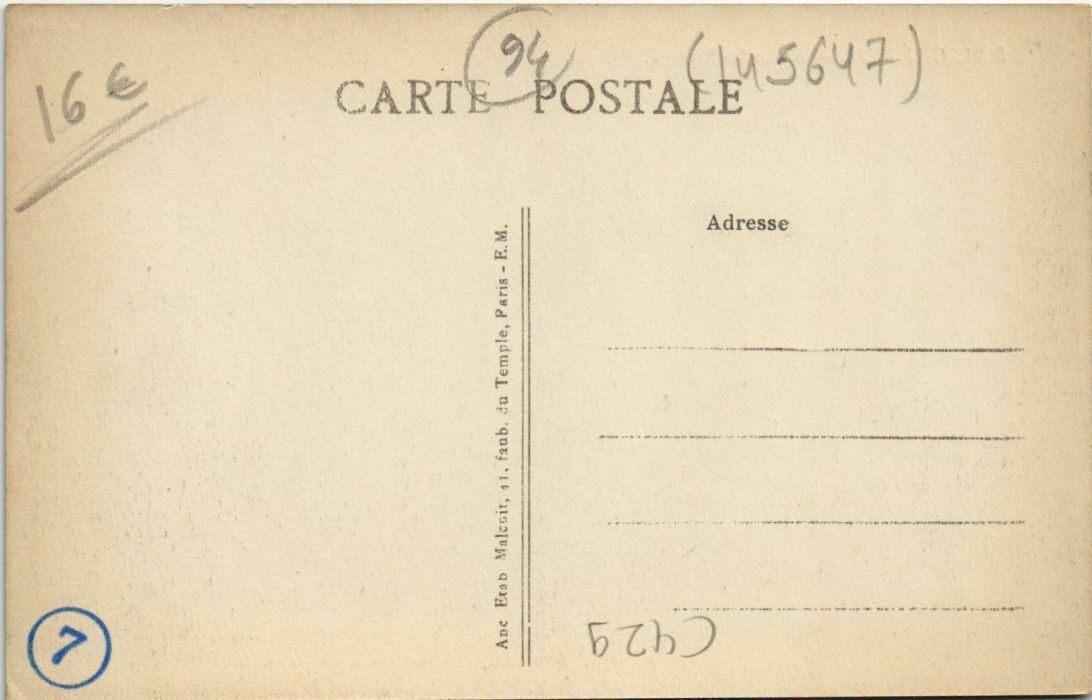 16 €
94
(145647)
CARTE POSTALE
Adresse
Anc Etab Malcuit, 41, faub. du Temple, Paris - E.M.
7
C429